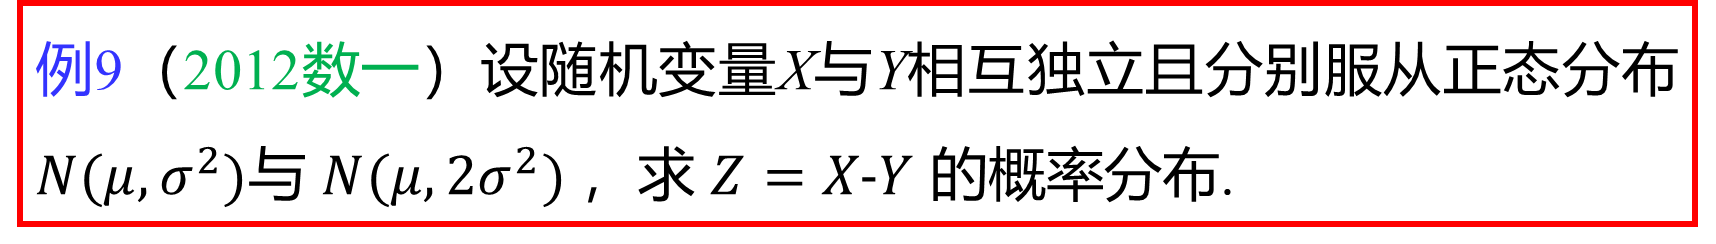 例9（2012数一）设随机变量X与Y相互独立且分别服从正态分布
N(μ, σ²)与 N(μ, 2σ²)，求 Z = X-Y 的概率分布.